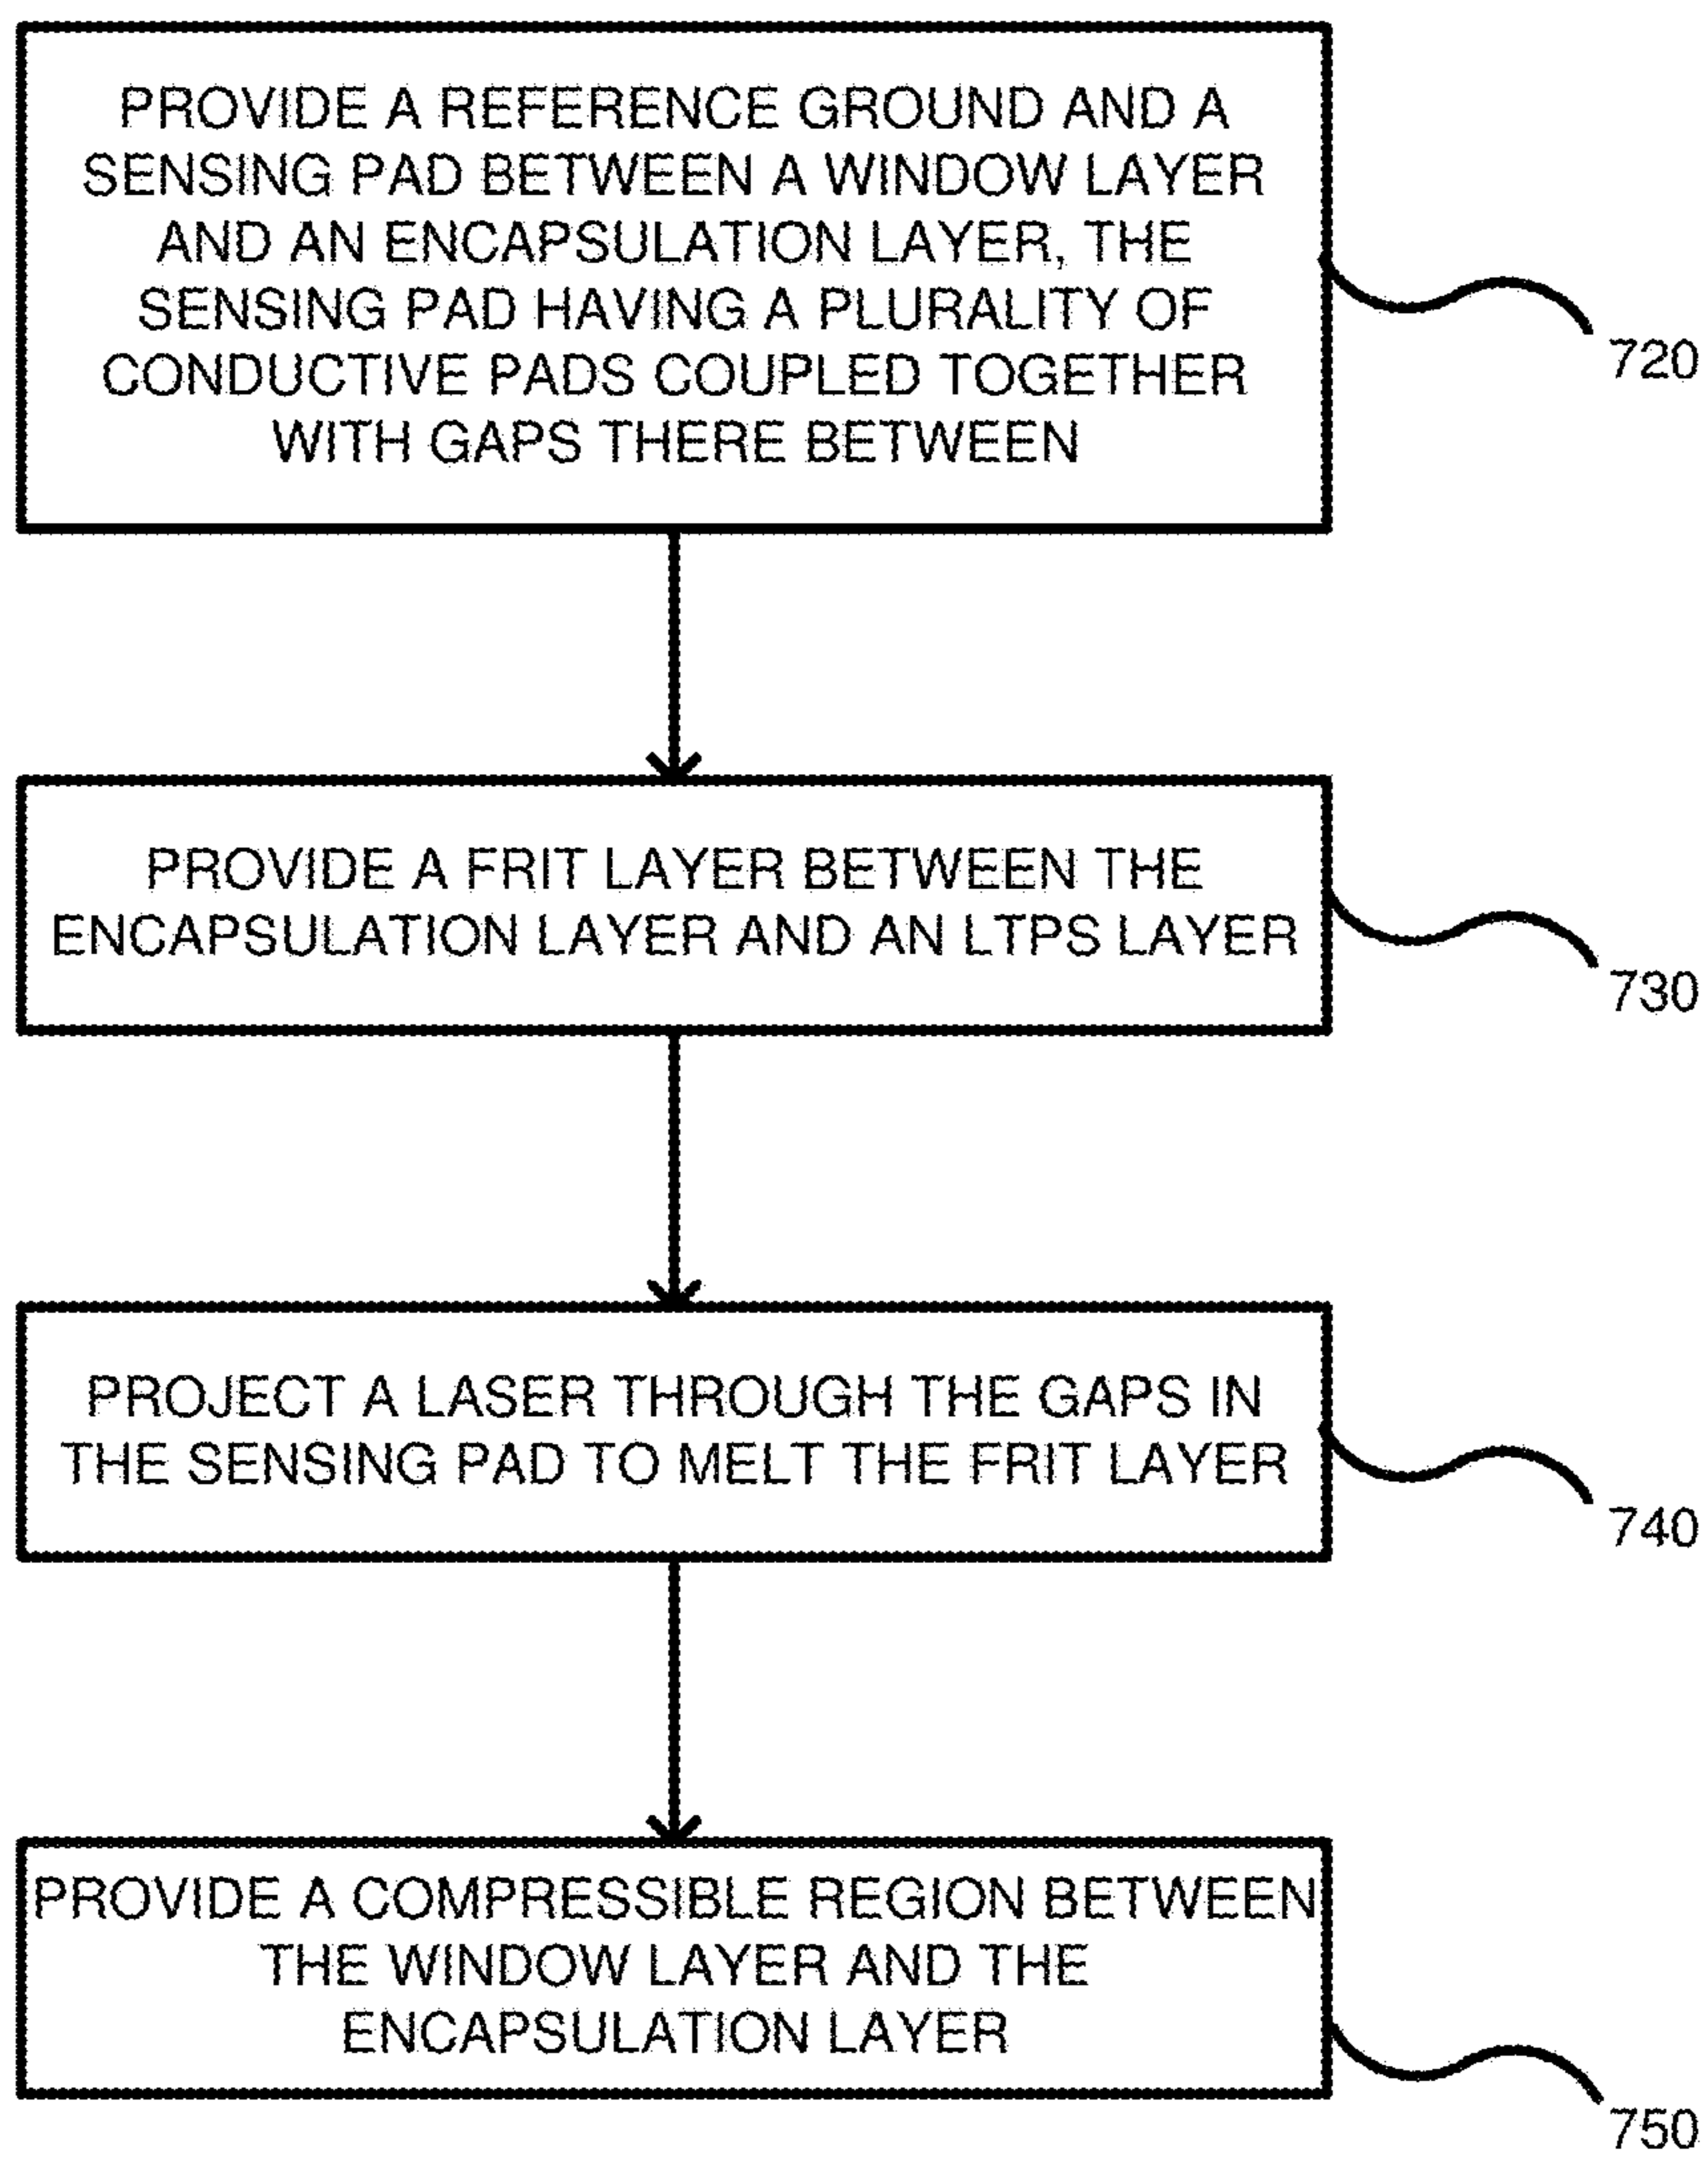 PROVIDE A REFERENCE GROUND AND A
SENSING PAD BETWEEN A WINDOW LAYER
AND AN ENCAPSULATION LAYER, THE
SENSING PAD HAVING A PLURALITY OF
CONDUCTIVE PADS COUPLED TOGETHER
WITH GAPS THERE BETWEEN
720
PROVIDE A FRIT LAYER BETWEEN THE
ENCAPSULATION LAYER AND AN LTPS LAYER
730
PROJECT A LASER THROUGH THE GAPS IN
THE SENSING PAD TO MELT THE FRIT LAYER
740
PROVIDE A COMPRESSIBLE REGION BETWEEN
THE WINDOW LAYER AND THE
ENCAPSULATION LAYER
750